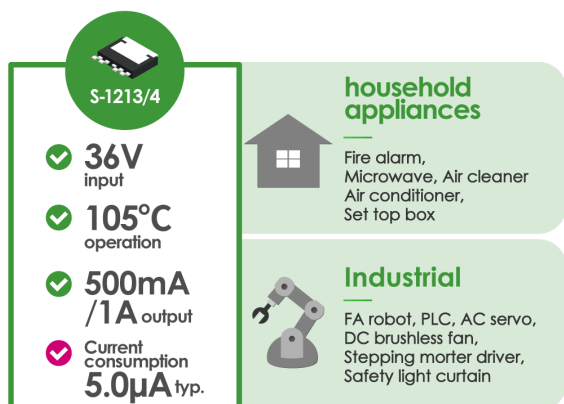 S-1213/4
36V
input
105°C
operation
500mA
/1A output
Current
consumption
5.0µA typ.
household
appliances
Fire alarm,
Microwave, Air cleaner
Air conditioner,
Set top box
Industrial
FA robot, PLC, AC servo,
DC brushless fan,
Stepping morter driver,
Safety light curtain